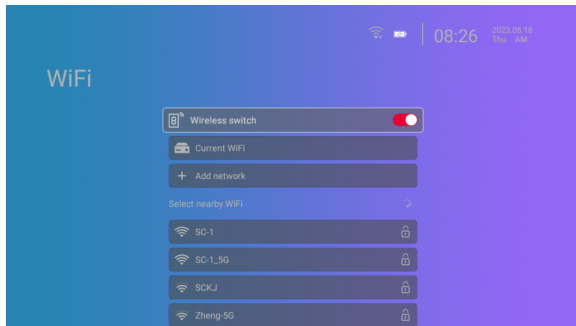 08:26
2023.05.18
Thu AM
WiFi
Wireless switch
Current WiFi
+ Add network
Select nearby WiFi
SC-1
SC-1_5G
SCKJ
Zheng-5G